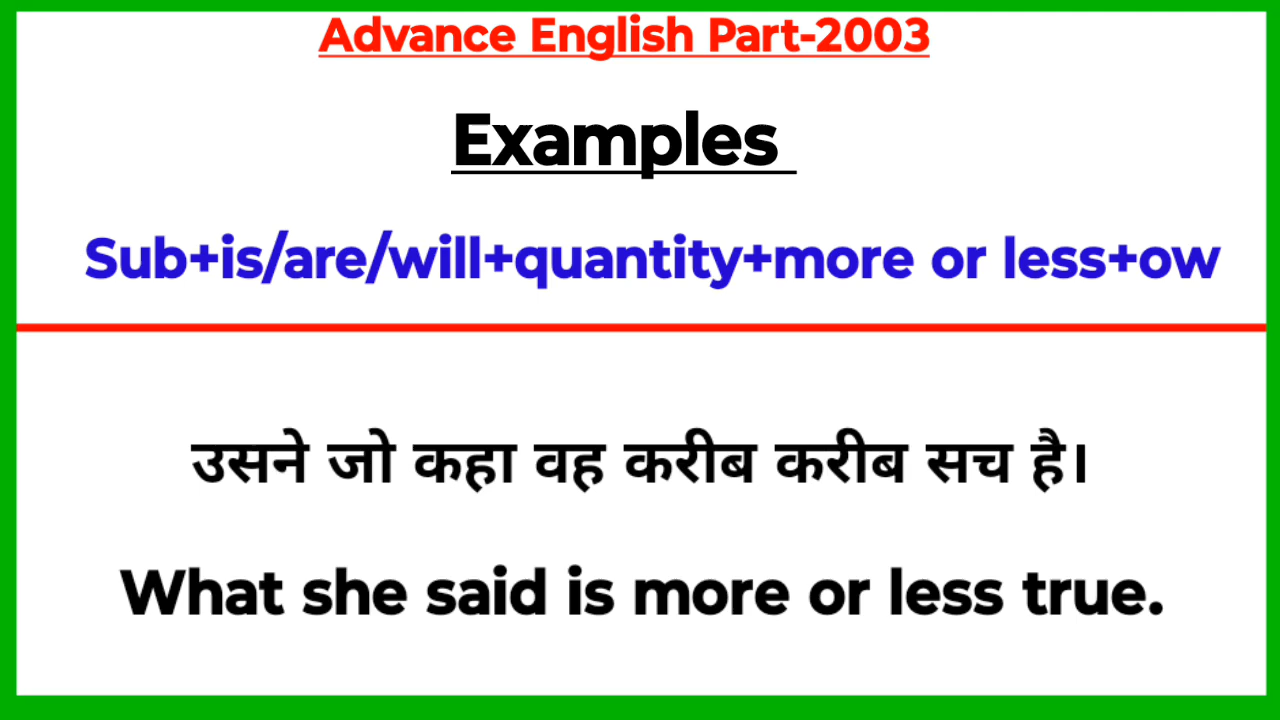 Advance English Part-2003
Examples
Sub+is/are/will+quantity+more or less+ow
उसने जो कहा वह करीब करीब सच है।
What she said is more or less true.